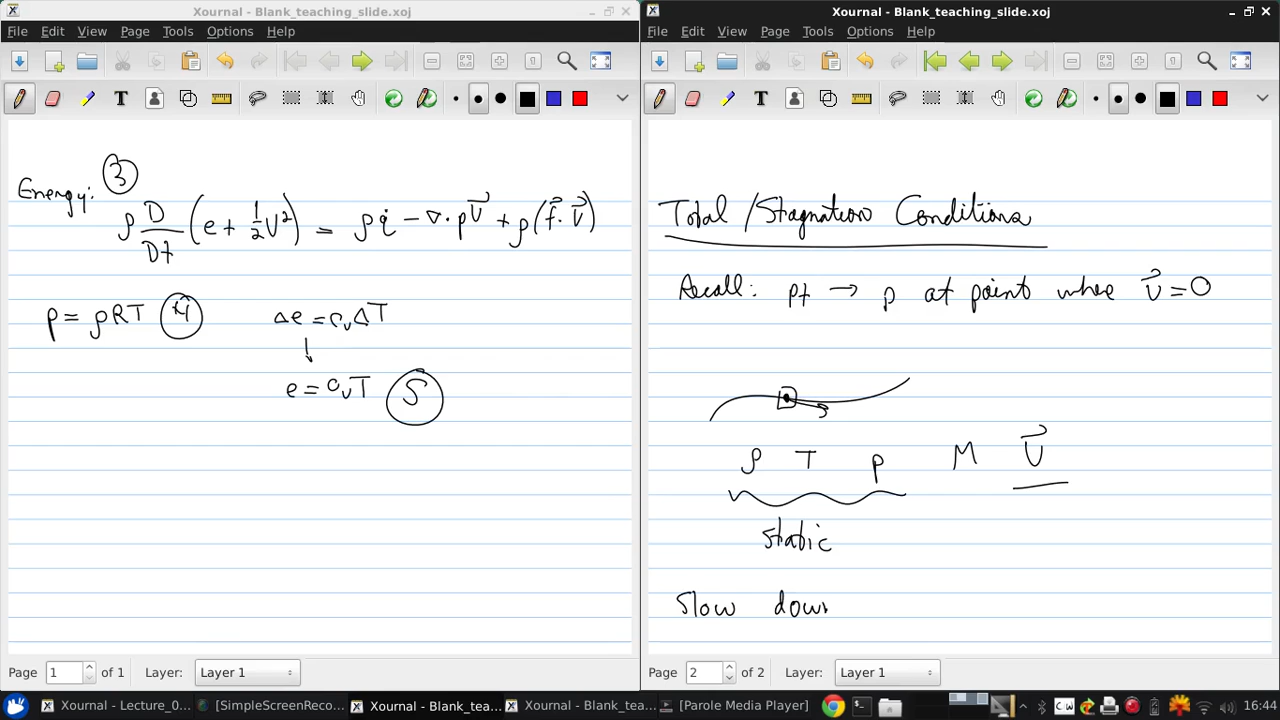 Xournal - Blank_teaching_slide.xoj
File Edit View Page Tools Options Help
Energy: ③
ρ D/Dt (e + 1/2 V²) = ρq̇ − ∇·pV⃗ + ρ(f⃗·V⃗)
p = ρRT ④ Δe = cᵥΔT
↓
e = cᵥT ⑤
Page 1 of 1 Layer: Layer 1
Xournal - Blank_teaching_slide.xoj
File Edit View Page Tools Options Help
Total/Stagnation Conditions
Recall: pt → p at point where V⃗ = 0
ρ T p M V⃗
static
Slow down
Page 2 of 2 Layer: Layer 1
Xournal - Lecture_0... [SimpleScreenReco... Xournal - Blank_tea... Xournal - Blank_tea... [Parole Media Player] 16:44